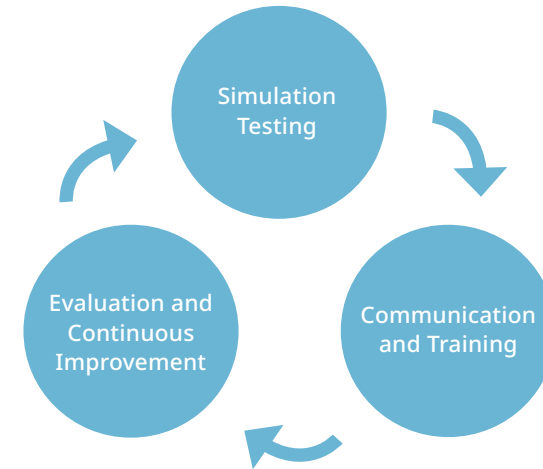 Simulation
Testing
Communication
and Training
Evaluation and
Continuous
Improvement